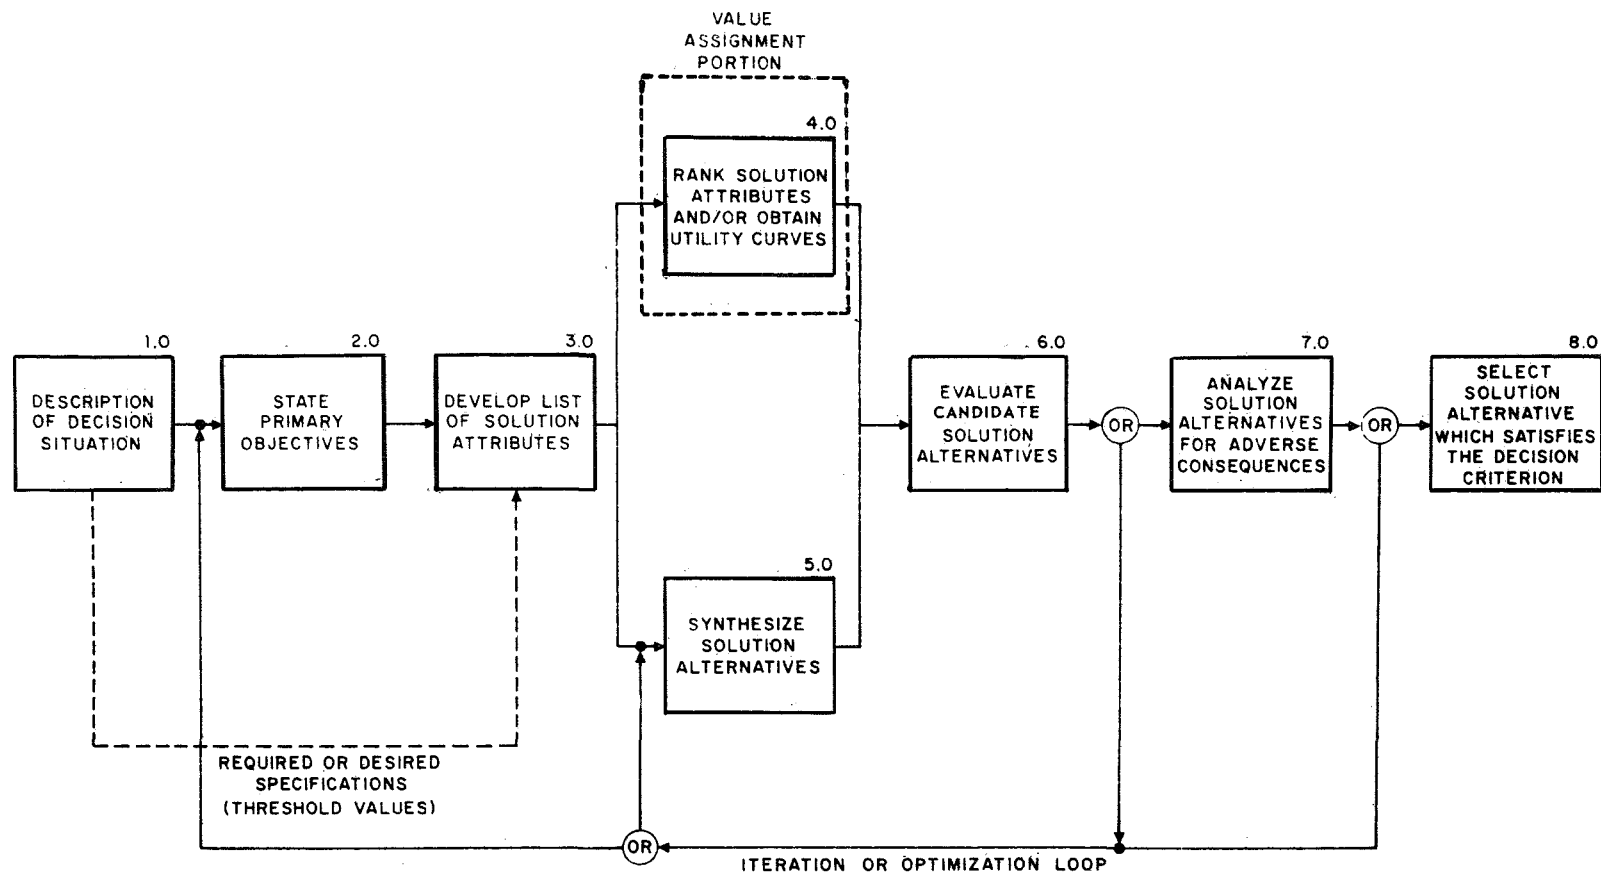 VALUE
ASSIGNMENT
PORTION
4.0
RANK SOLUTION
ATTRIBUTES
AND/OR OBTAIN
UTILITY CURVES
1.0
DESCRIPTION
OF DECISION
SITUATION
2.0
STATE
PRIMARY
OBJECTIVES
3.0
DEVELOP LIST
OF SOLUTION
ATTRIBUTES
5.0
SYNTHESIZE
SOLUTION
ALTERNATIVES
6.0
EVALUATE
CANDIDATE
SOLUTION
ALTERNATIVES
OR
7.0
ANALYZE
SOLUTION
ALTERNATIVES
FOR ADVERSE
CONSEQUENCES
OR
8.0
SELECT
SOLUTION
ALTERNATIVE
WHICH SATISFIES
THE DECISION
CRITERION
REQUIRED OR DESIRED
SPECIFICATIONS
(THRESHOLD VALUES)
OR
ITERATION OR OPTIMIZATION LOOP